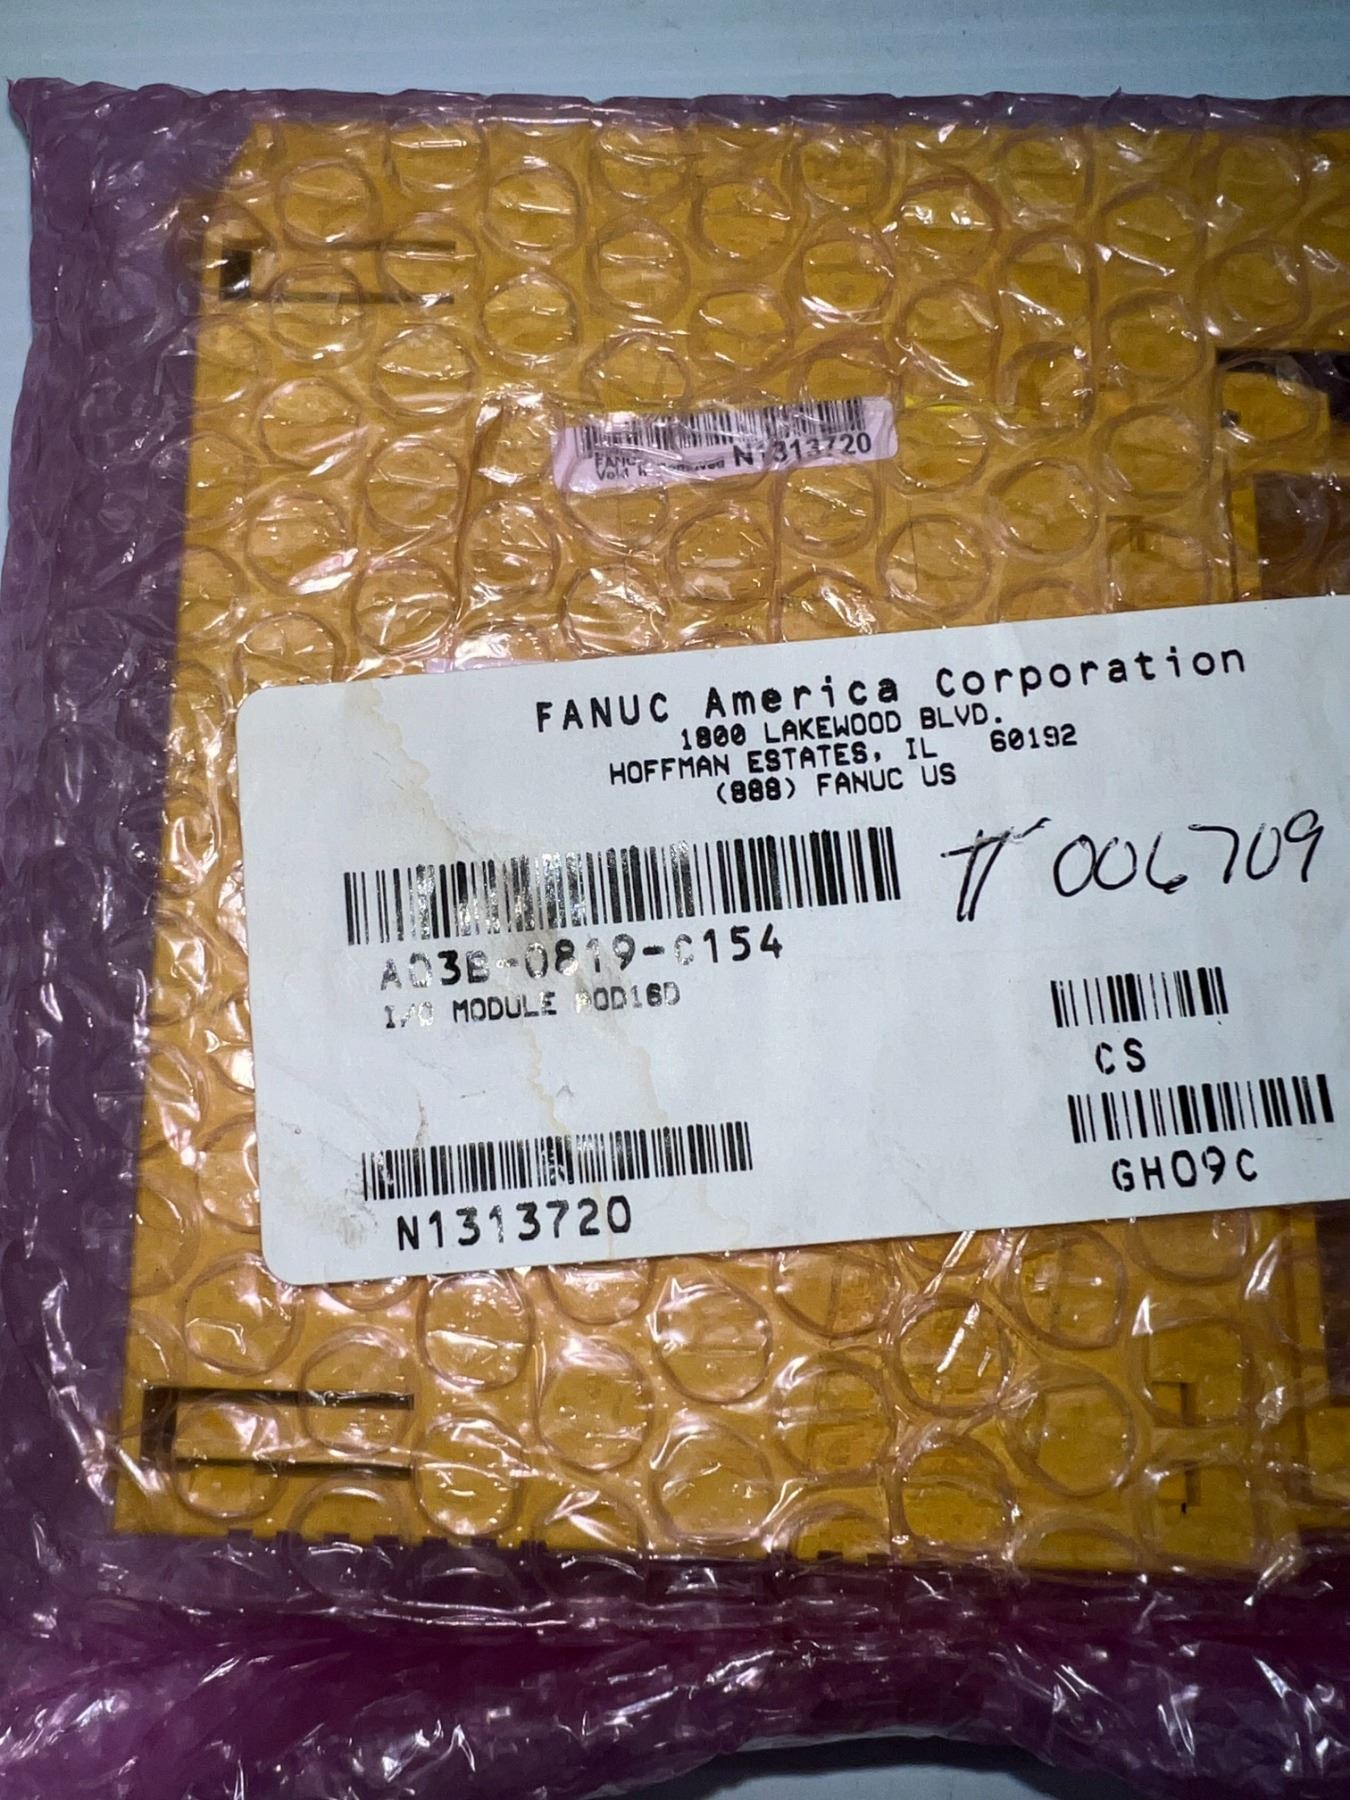 N1313720
Void
FANUC America Corporation
1800 LAKEWOOD BLVD.
HOFFMAN ESTATES, IL 60192
(888) FANUC US
006709
A03B-0819-C154
I/O MODULE AOD16D
CS
GH09C
N1313720